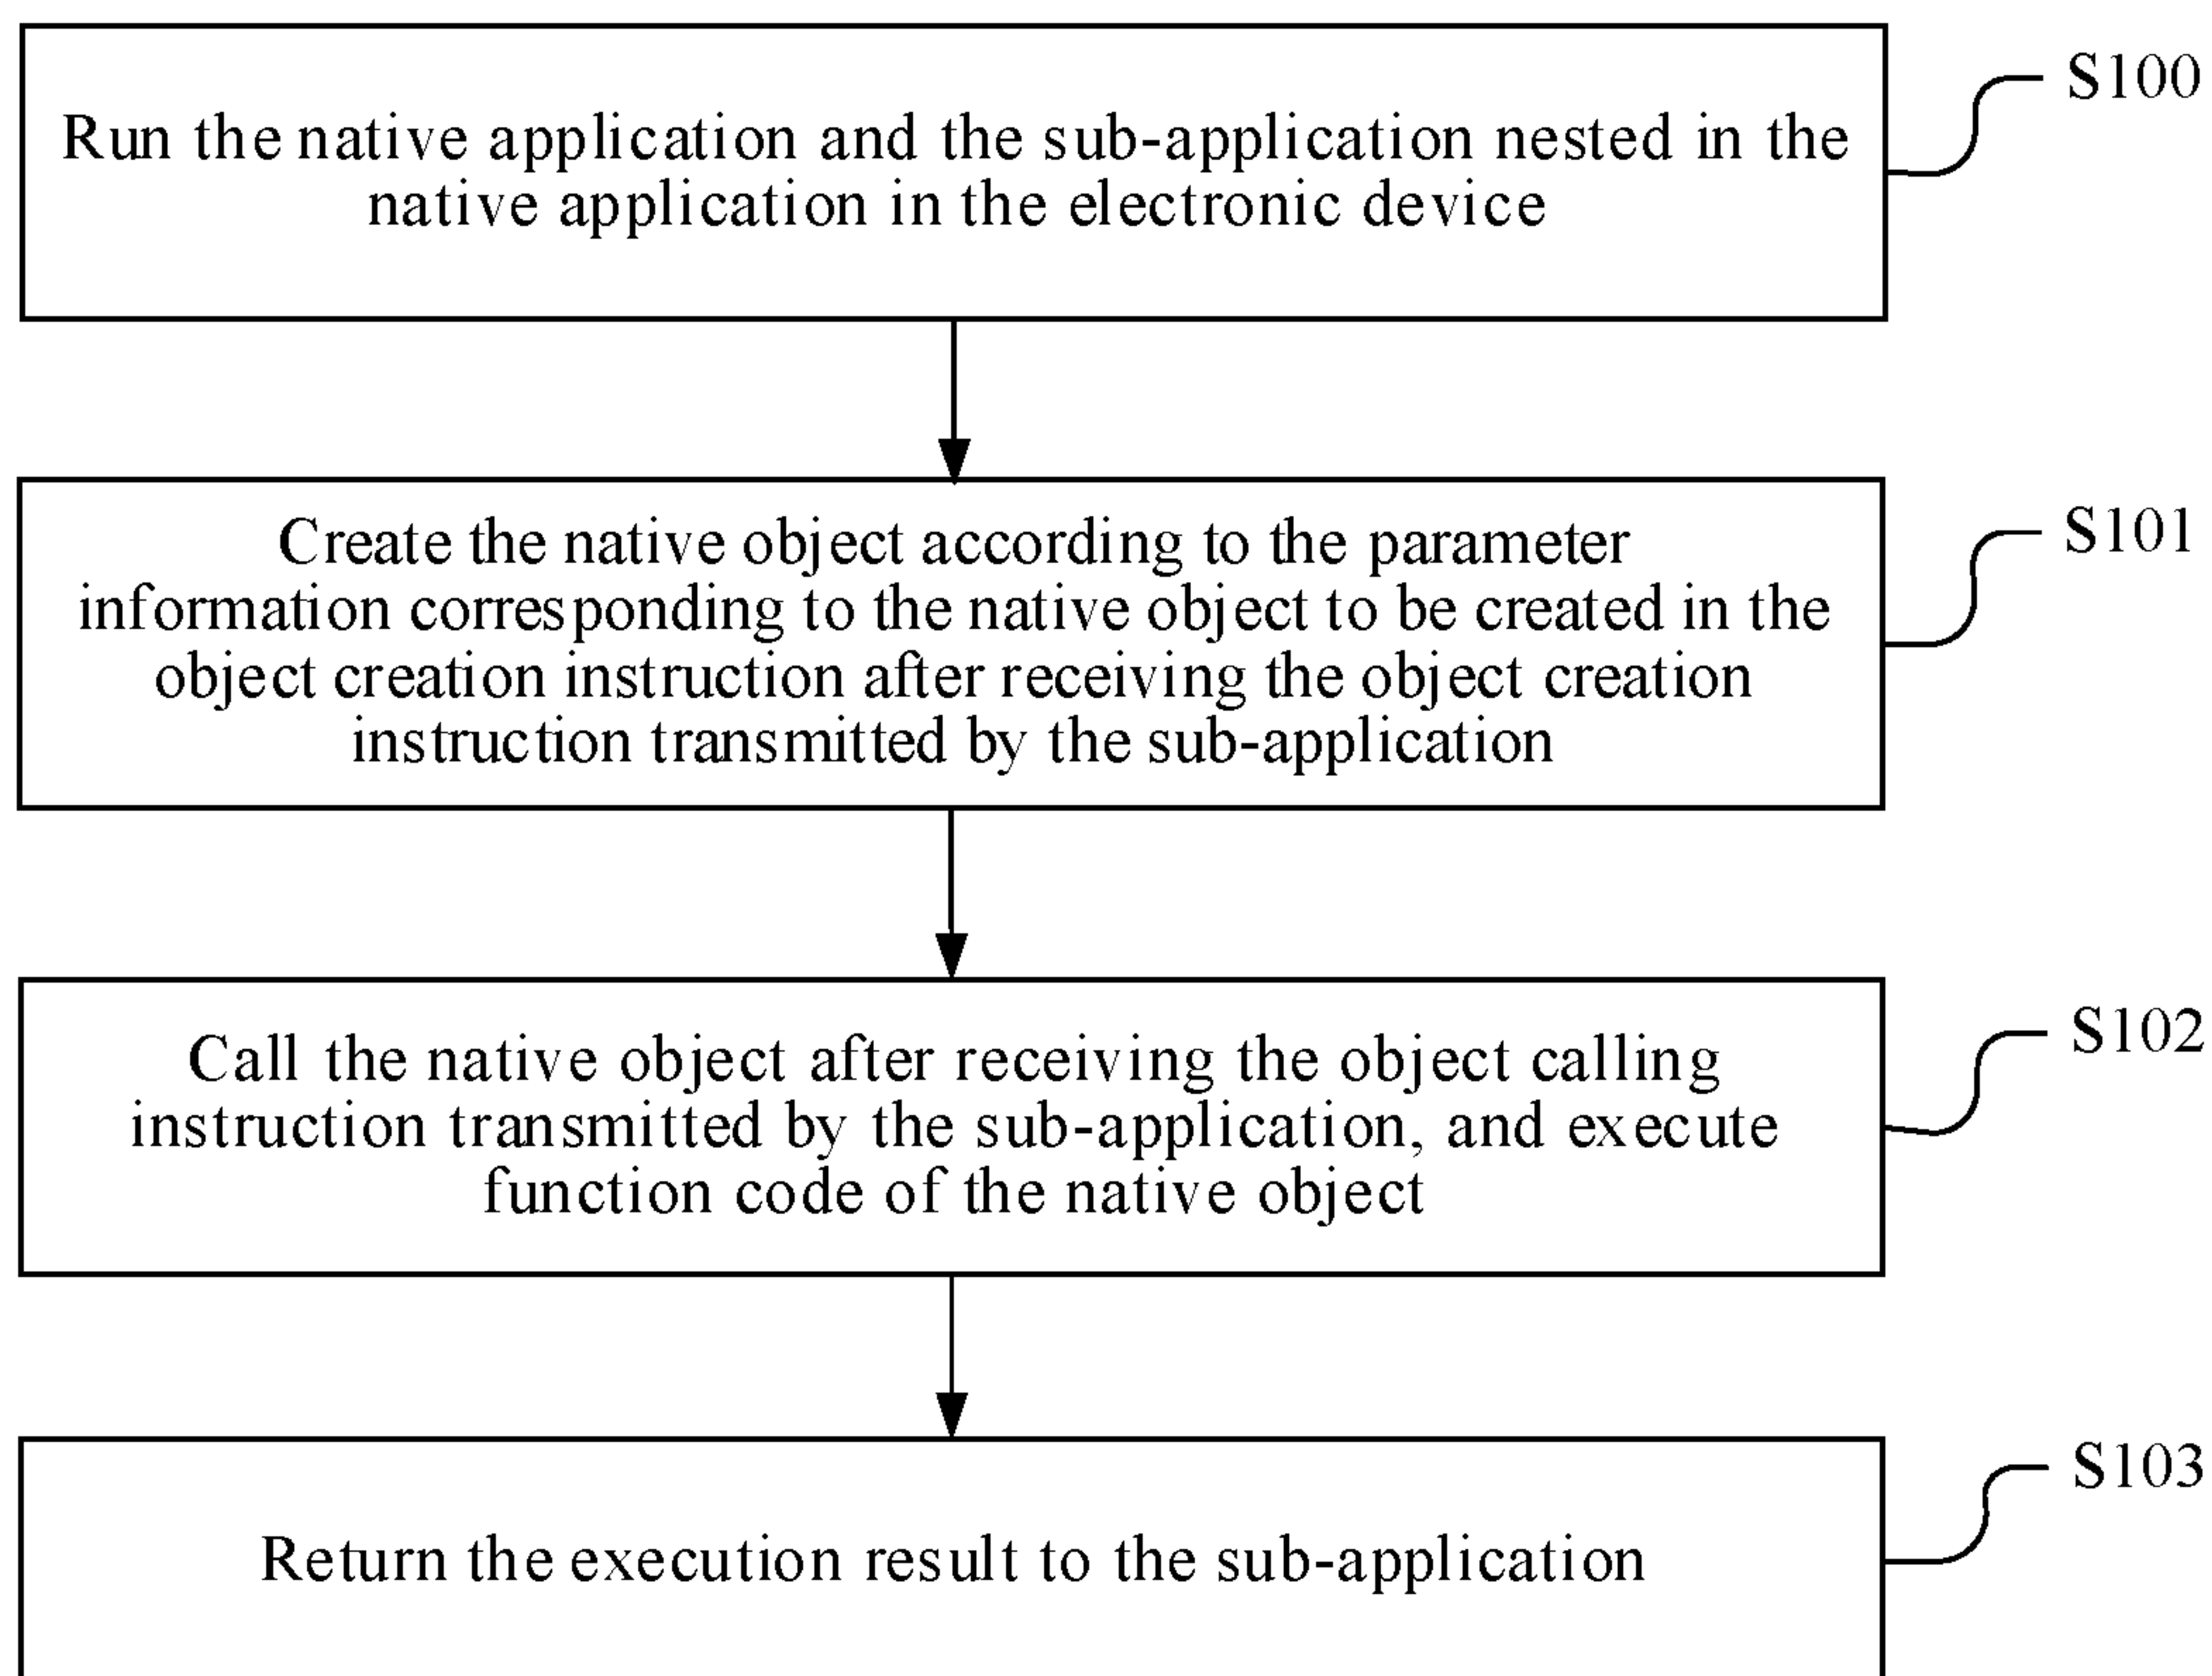 Run the native application and the sub-application nested in the
native application in the electronic device
S100
Create the native object according to the parameter
information corresponding to the native object to be created in the
object creation instruction after receiving the object creation
instruction transmitted by the sub-application
S101
Call the native object after receiving the object calling
instruction transmitted by the sub-application, and execute
function code of the native object
S102
Return the execution result to the sub-application
S103